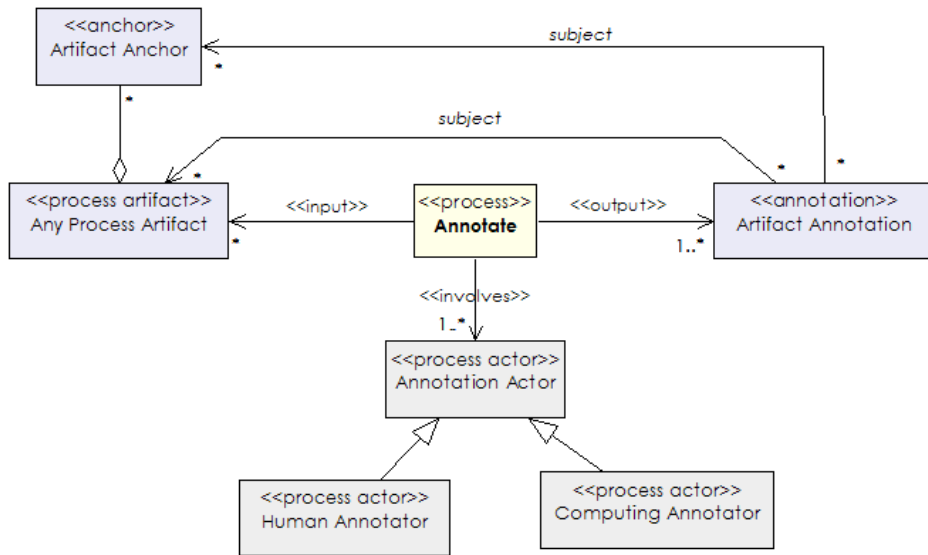 <<anchor>>
Artifact Anchor
*
subject
*
*
subject
*
*
*
<<process artifact>>
Any Process Artifact
*
<<input>>
<<process>>
Annotate
<<output>>
1..*
<<annotation>>
Artifact Annotation
<<involves>>
1..*
<<process actor>>
Annotation Actor
<<process actor>>
Human Annotator
<<process actor>>
Computing Annotator